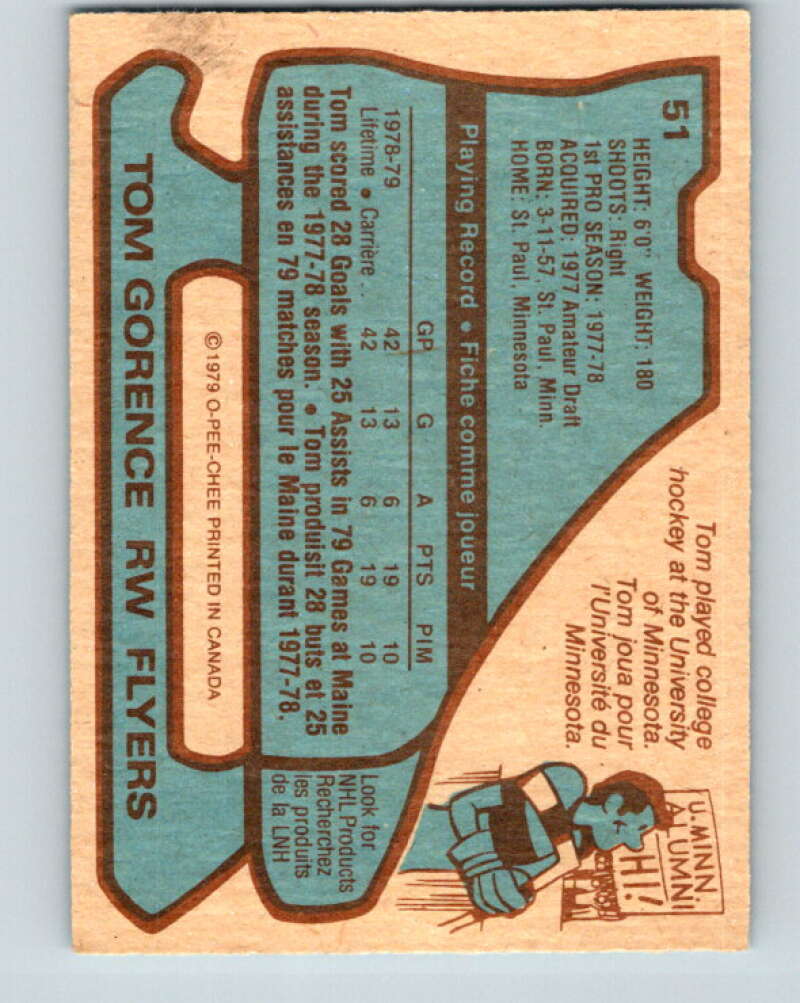 51
HEIGHT: 6'0" WEIGHT: 180
SHOOTS: Right
1st PRO SEASON: 1977-78
ACQUIRED: 1977 Amateur Draft
BORN: 3-11-57, St. Paul, Minn.
HOME: St. Paul, Minnesota
Tom played college
hockey at the University
of Minnesota.
Tom joua pour
l'Université du
Minnesota.
U. MINN.
ALUMNI
HI!
Playing Record • Fiche comme joueur
GP G A PTS PIM
1978-79 42 13 6 19 10
Lifetime • Carrière .. 42 13 6 19 10
Tom scored 28 Goals with 25 Assists in 79 Games at Maine
during the 1977-78 season. • Tom produisit 28 buts et 25
assistances en 79 matches pour le Maine durant 1977-78.
Look for
NHL Products
Recherchez
les produits
de la LNH
©1979 O-PEE-CHEE PRINTED IN CANADA
TOM GORENCE RW FLYERS